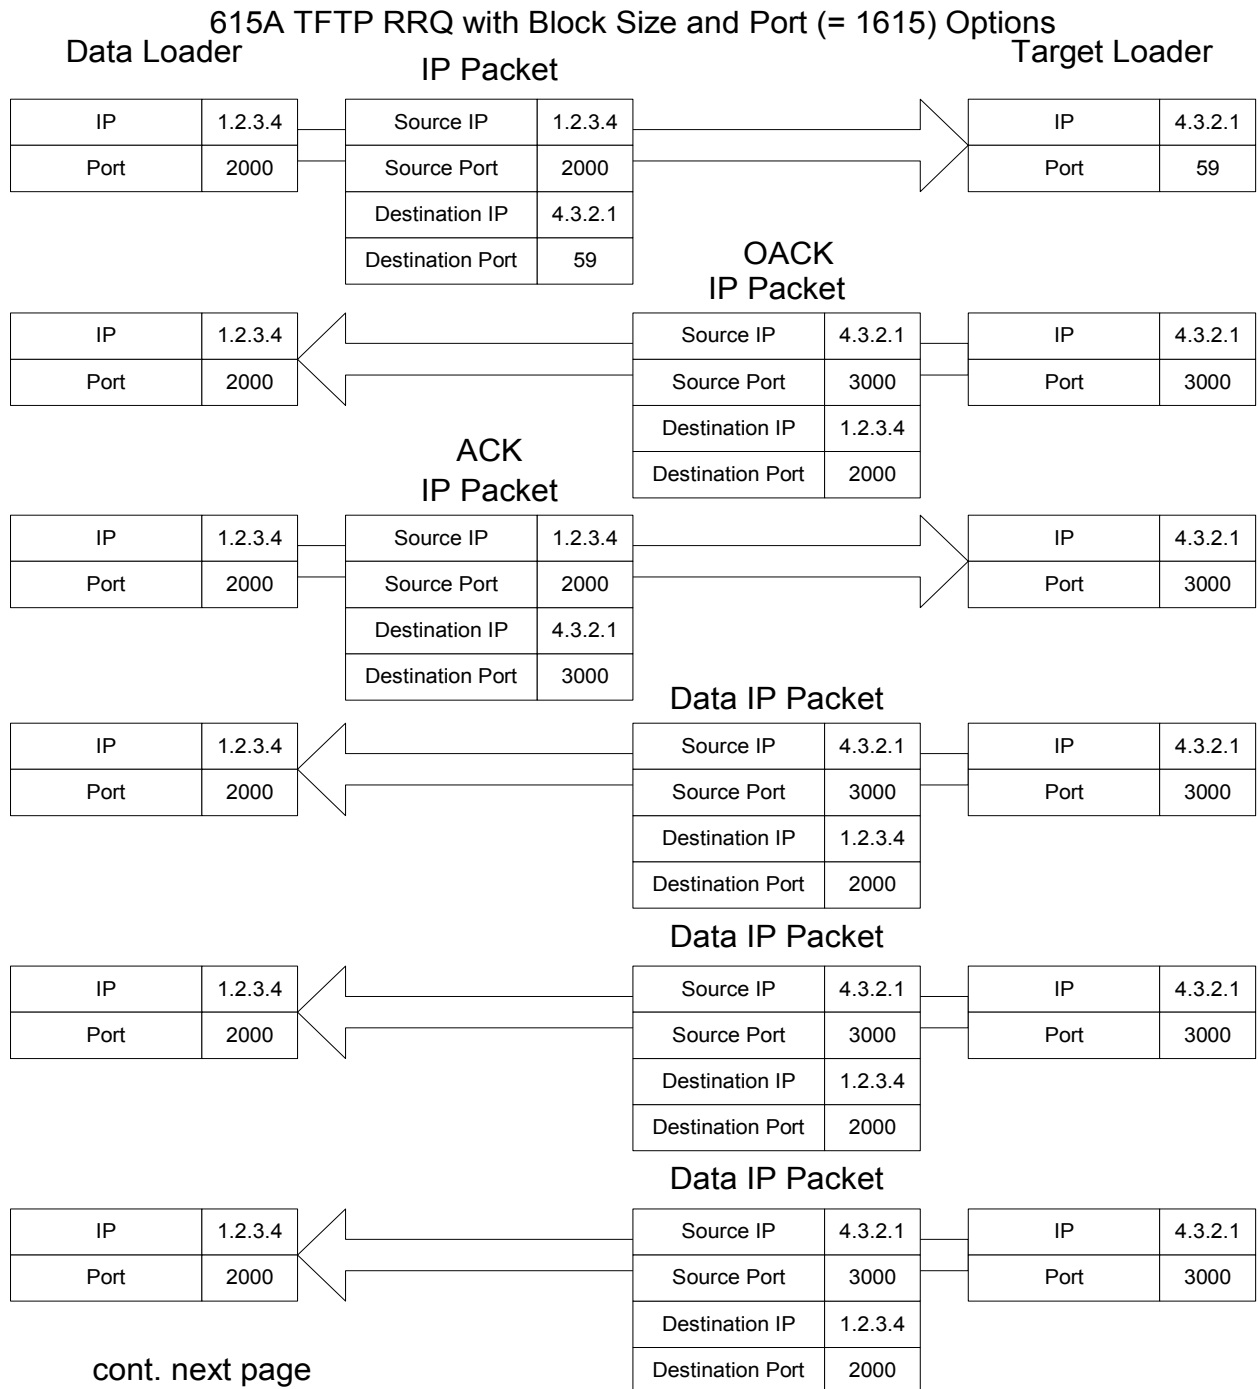 615A TFTP RRQ with Block Size and Port (= 1615) Options
Data Loader
IP Packet
Target Loader
IP 1.2.3.4 Source IP 1.2.3.4 IP 4.3.2.1
Port 2000 Source Port 2000 Port 59
Destination IP 4.3.2.1
Destination Port 59
OACK
IP Packet
IP 1.2.3.4 Source IP 4.3.2.1 IP 4.3.2.1
Port 2000 Source Port 3000 Port 3000
Destination IP 1.2.3.4
Destination Port 2000
ACK
IP Packet
IP 1.2.3.4 Source IP 1.2.3.4 IP 4.3.2.1
Port 2000 Source Port 2000 Port 3000
Destination IP 4.3.2.1
Destination Port 3000
Data IP Packet
IP 1.2.3.4 Source IP 4.3.2.1 IP 4.3.2.1
Port 2000 Source Port 3000 Port 3000
Destination IP 1.2.3.4
Destination Port 2000
Data IP Packet
IP 1.2.3.4 Source IP 4.3.2.1 IP 4.3.2.1
Port 2000 Source Port 3000 Port 3000
Destination IP 1.2.3.4
Destination Port 2000
Data IP Packet
IP 1.2.3.4 Source IP 4.3.2.1 IP 4.3.2.1
Port 2000 Source Port 3000 Port 3000
Destination IP 1.2.3.4
Destination Port 2000
cont. next page